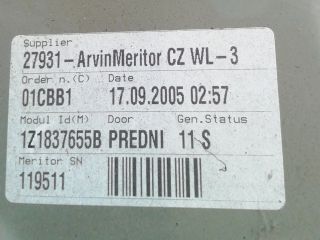 Supplier
27931-ArvinMeritor CZ WL-3
Order n.(C) Date
01CBB1 17.09.2005 02:57
Modul Id(M) Door Gen.Status
1Z1837655B PREDNI 11 S
Meritor SN
119511